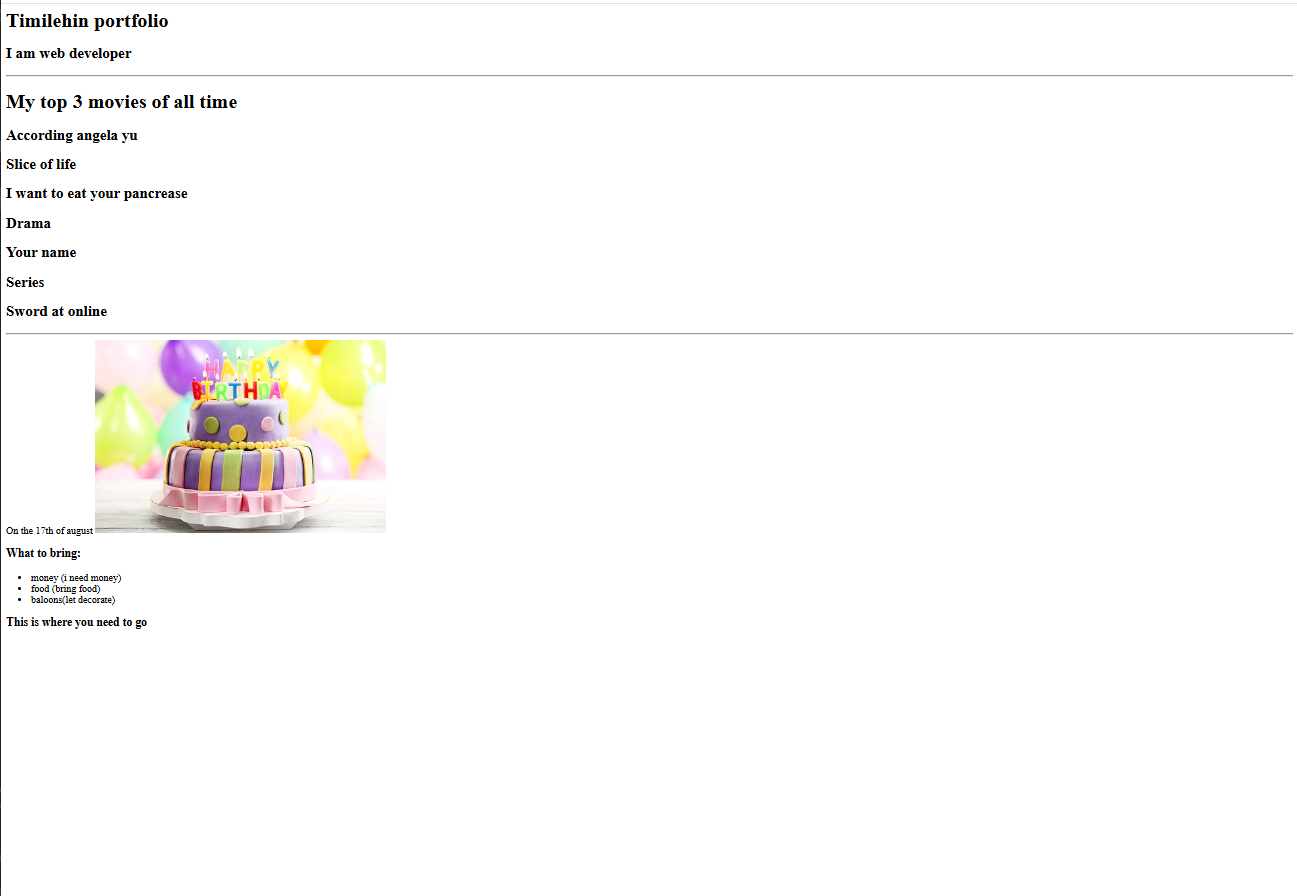 Timilehin portfolio
I am web developer
My top 3 movies of all time
According angela yu
Slice of life
I want to eat your pancrease
Drama
Your name
Series
Sword at online
HAPPY
BIRTHDAY
On the 17th of august
What to bring:
money (i need money)
food (bring food)
baloons(let decorate)
This is where you need to go